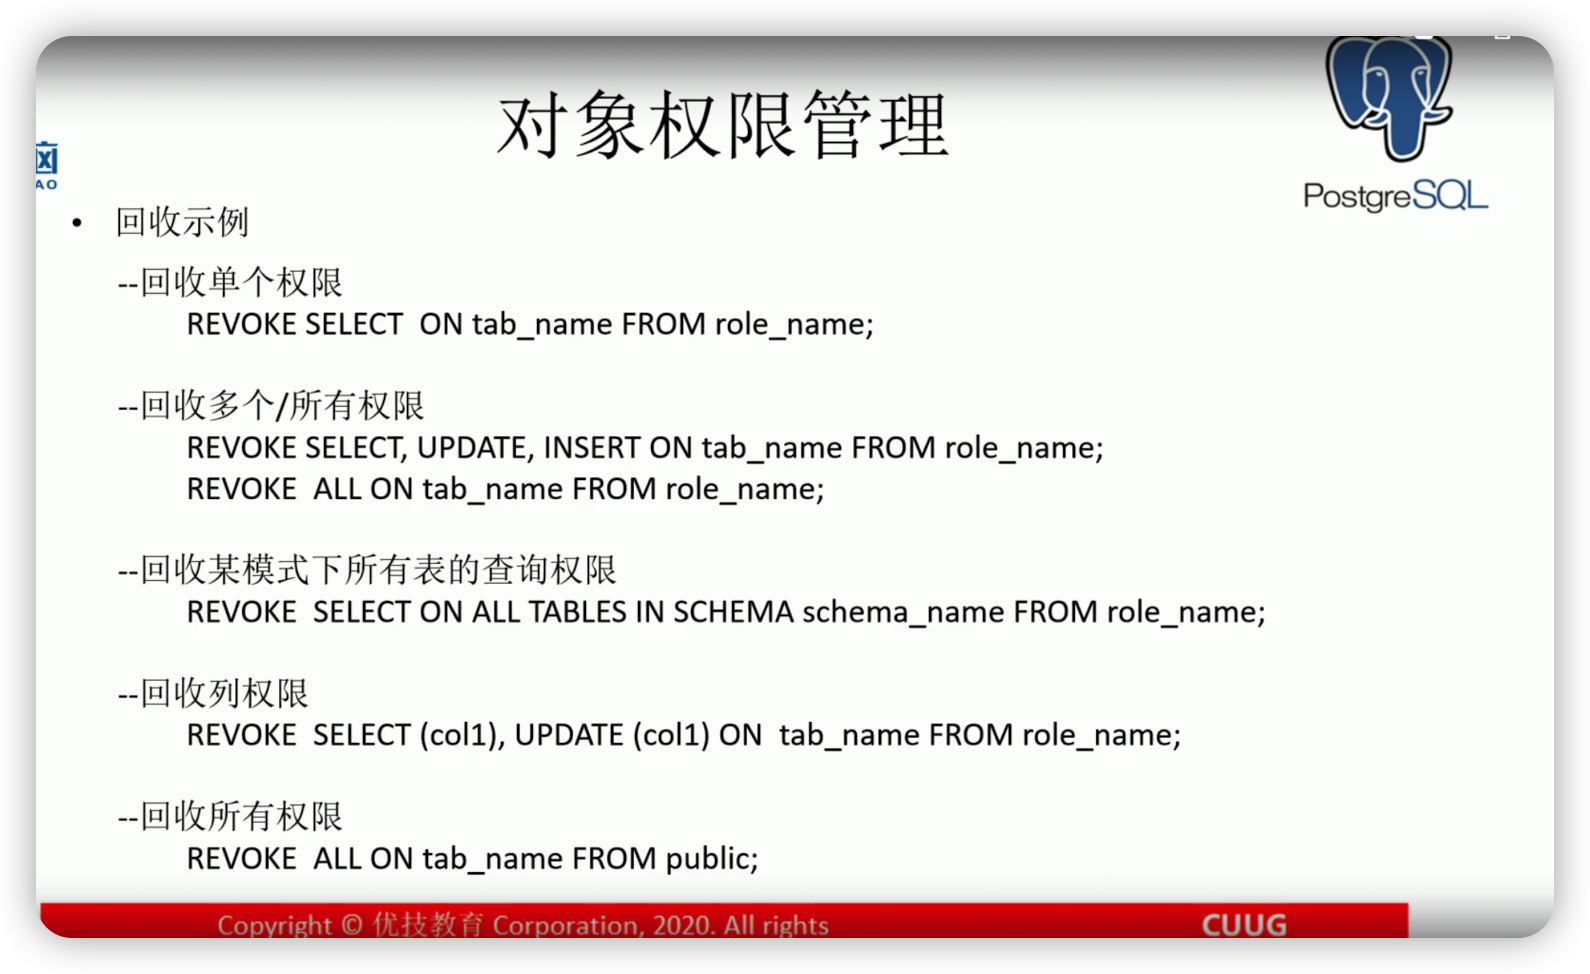 对象权限管理
PostgreSQL
AO
• 回收示例
--回收单个权限
REVOKE SELECT ON tab_name FROM role_name;
--回收多个/所有权限
REVOKE SELECT, UPDATE, INSERT ON tab_name FROM role_name;
REVOKE ALL ON tab_name FROM role_name;
--回收某模式下所有表的查询权限
REVOKE SELECT ON ALL TABLES IN SCHEMA schema_name FROM role_name;
--回收列权限
REVOKE SELECT (col1), UPDATE (col1) ON tab_name FROM role_name;
--回收所有权限
REVOKE ALL ON tab_name FROM public;
Copyright © 优技教育 Corporation, 2020. All rights
CUUG